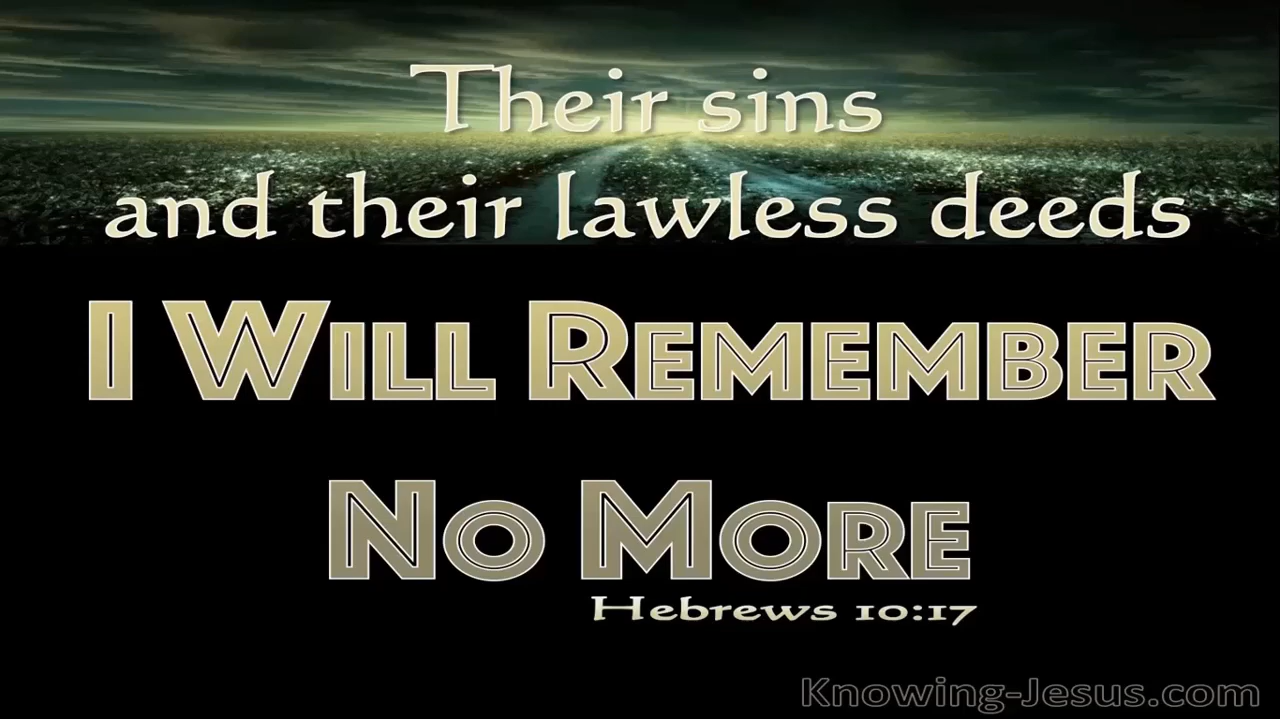 Their sins
and their lawless deeds
I Will Remember
No More
Hebrews 10:17
Knowing-Jesus.com